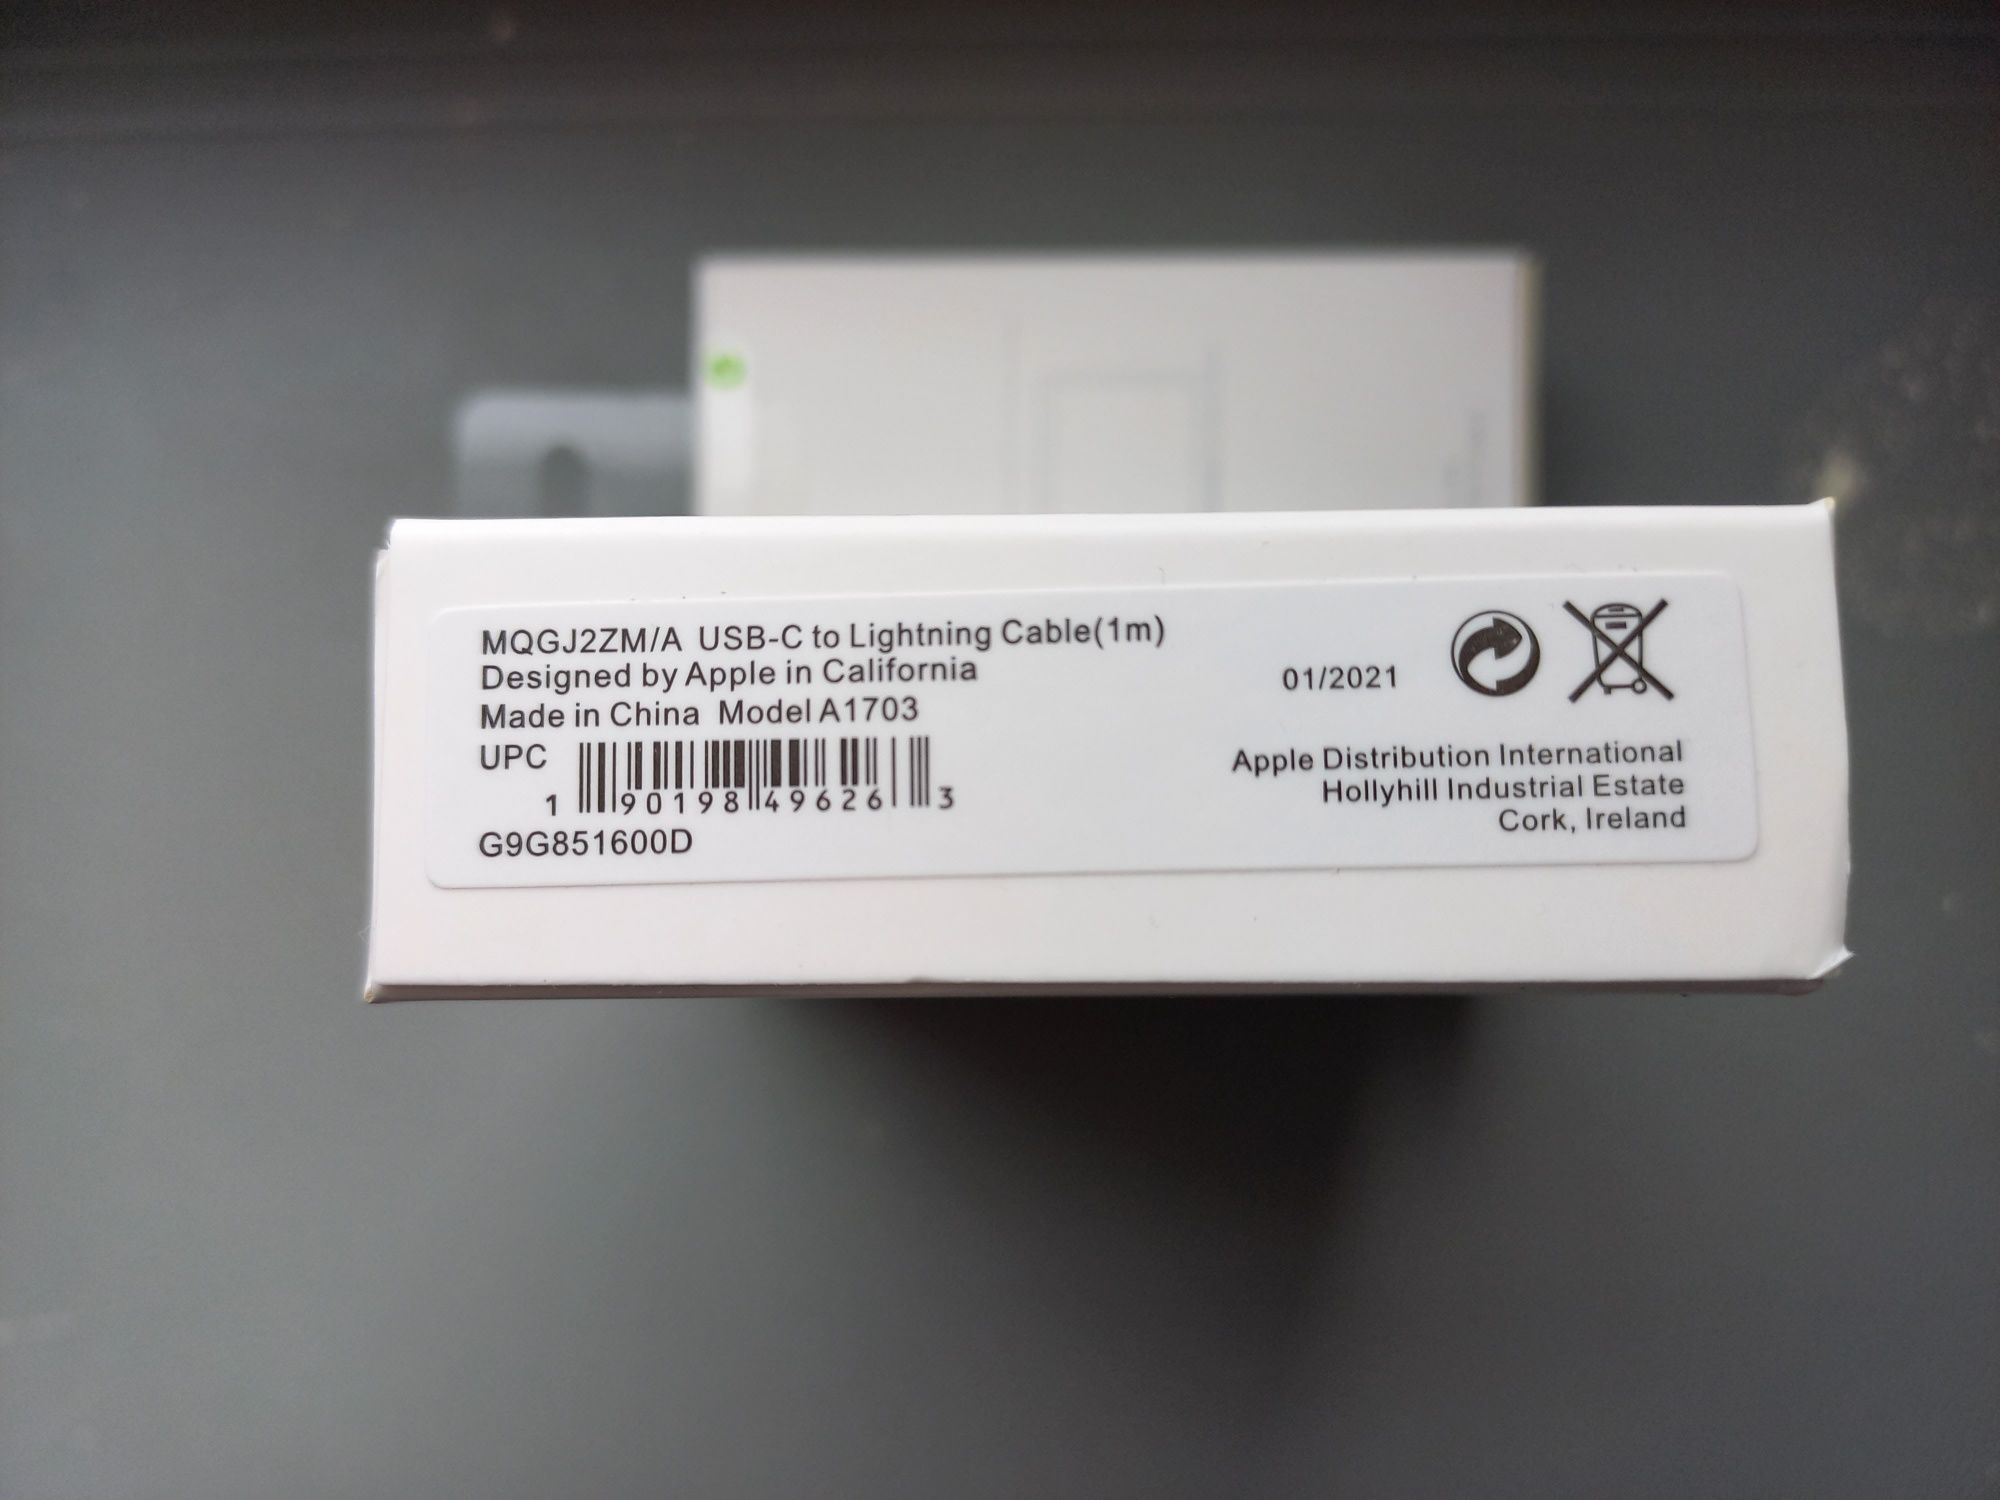 MQGJ2ZM/A USB-C to Lightning Cable(1m)
Designed by Apple in California
Made in China Model A1703
UPC
1 90198 49626 3
G9G851600D
01/2021
Apple Distribution International
Hollyhill Industrial Estate
Cork, Ireland